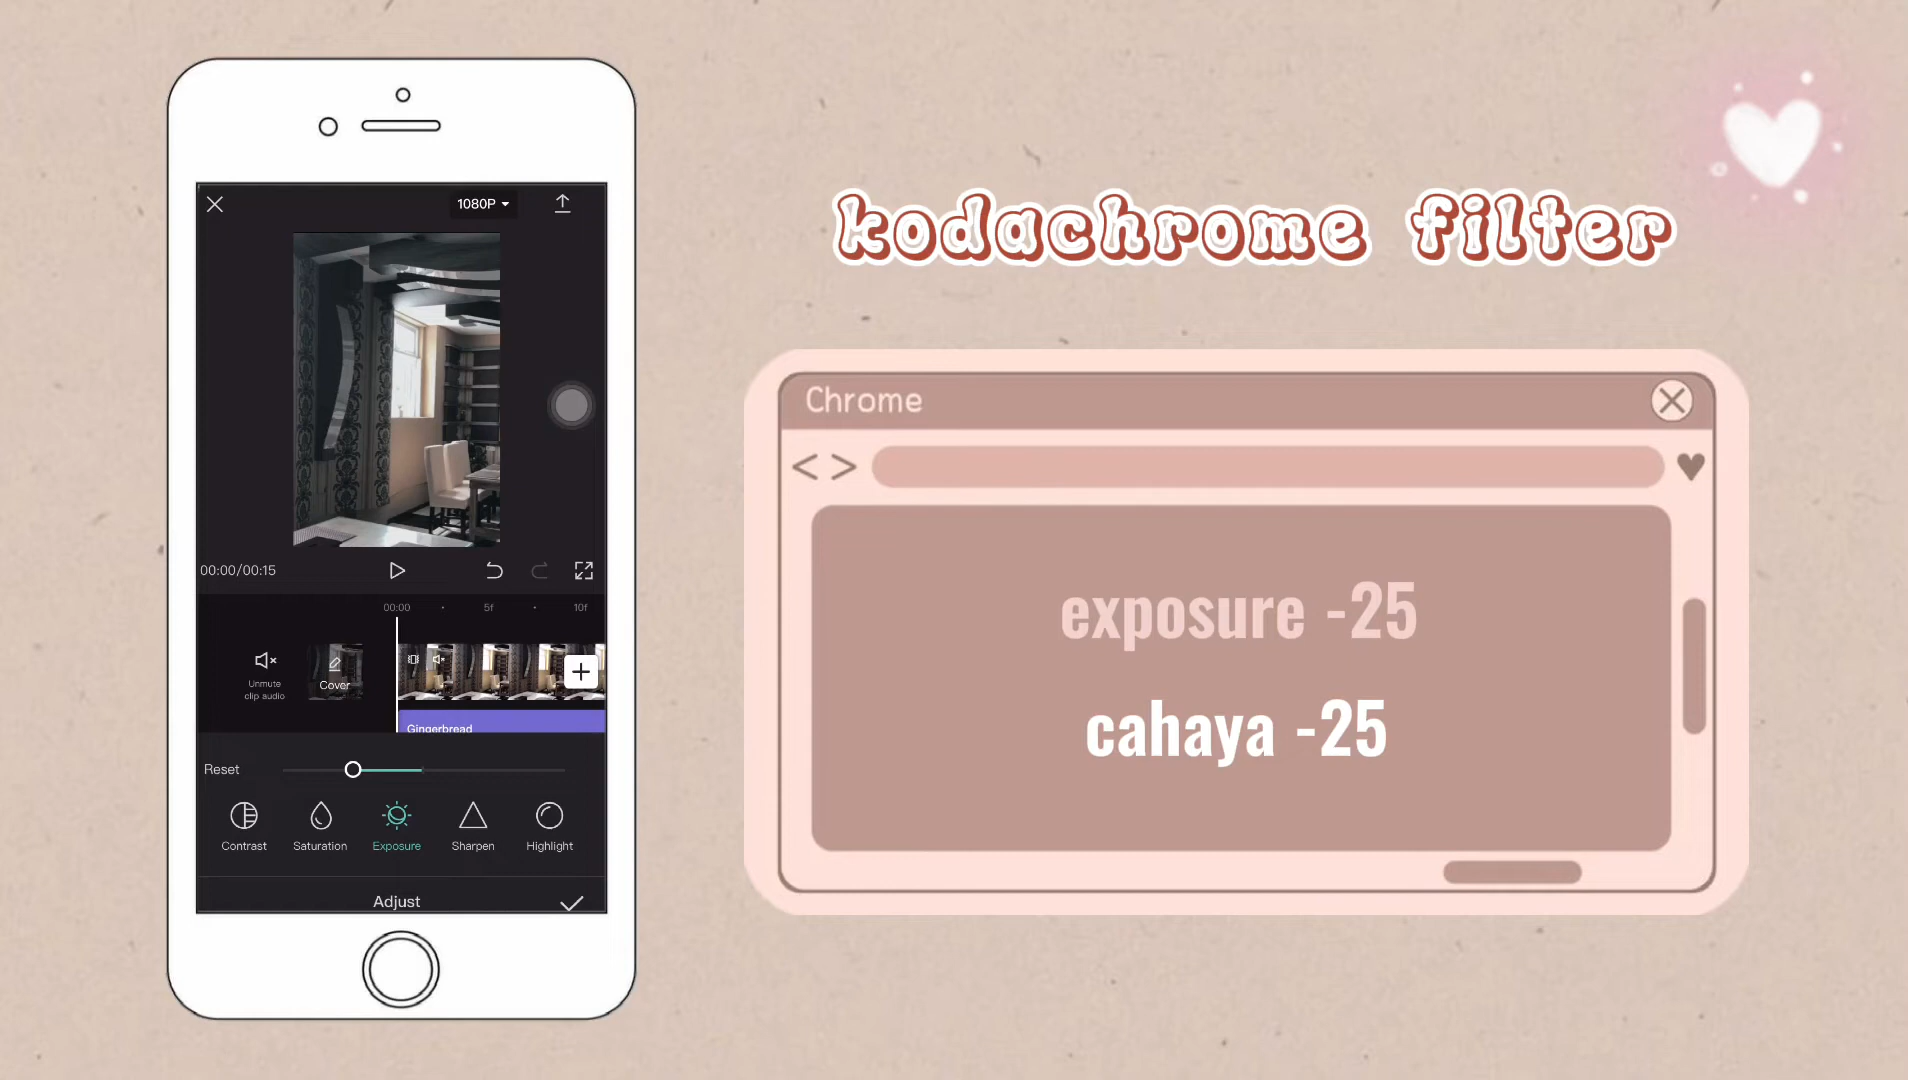 1080P
00:00/00:15
00:00
5f
10f
Unmute
clip audio
Cover
Gingerbread
Reset
Contrast
Saturation
Exposure
Sharpen
Highlight
Adjust
kodachrome filter
Chrome
exposure -25
cahaya -25